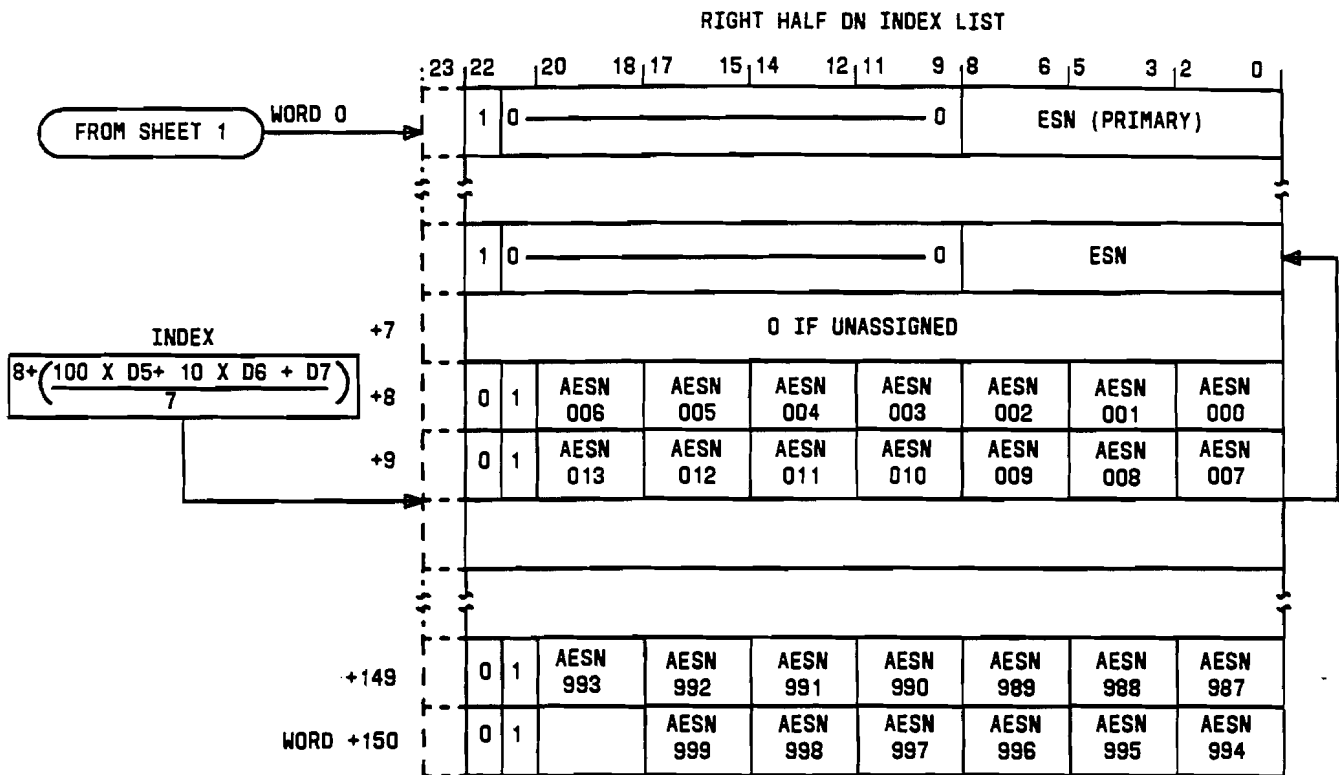 RIGHT HALF DN INDEX LIST
23 22 20 18 17 15 14 12 11 9 8 6 5 3 2 0
FROM SHEET 1
WORD 0
1 0 0 ESN (PRIMARY)
1 0 0 ESN
+7 0 IF UNASSIGNED
INDEX
8+(100 X D5+ 10 X D6 + D7)
7
+8 0 1 AESN AESN AESN AESN AESN AESN AESN
006 005 004 003 002 001 000
+9 0 1 AESN AESN AESN AESN AESN AESN AESN
013 012 011 010 009 008 007
+149 0 1 AESN AESN AESN AESN AESN AESN AESN
993 992 991 990 989 988 987
WORD +150 0 1 AESN AESN AESN AESN AESN AESN
999 998 997 996 995 994